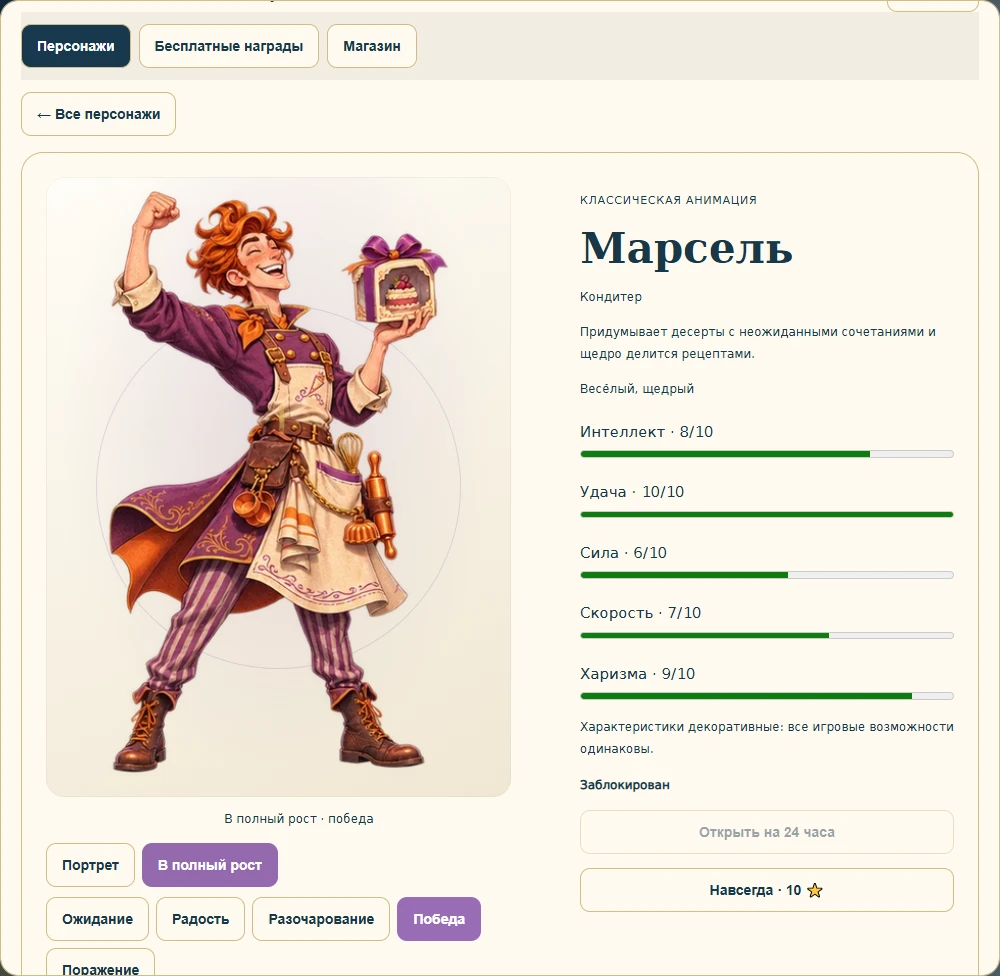 Персонажи
Бесплатные награды
Магазин
← Все персонажи
КЛАССИЧЕСКАЯ АНИМАЦИЯ
Марсель
Кондитер
Придумывает десерты с неожиданными сочетаниями и
щедро делится рецептами.
Весёлый, щедрый
Интеллект · 8/10
Удача · 10/10
Сила · 6/10
Скорость · 7/10
Харизма · 9/10
Характеристики декоративные: все игровые возможности
одинаковы.
Заблокирован
Открыть на 24 часа
Навсегда · 10 ⭐
В полный рост · победа
Портрет
В полный рост
Ожидание
Радость
Разочарование
Победа
Поражение